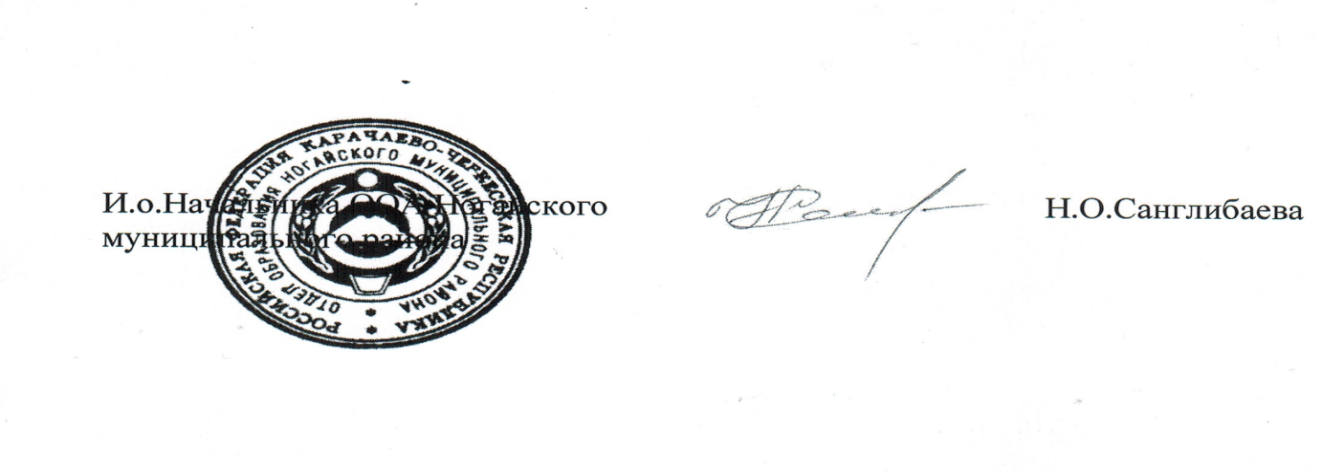 И.о.Начальника ООА Ногайского
муниципального района
Н.О.Санглибаева
РОССИЙСКАЯ ФЕДЕРАЦИЯ КАРАЧАЕВО-ЧЕРКЕССКАЯ РЕСПУБЛИКА
ОТДЕЛ ОБРАЗОВАНИЯ НОГАЙСКОГО МУНИЦИПАЛЬНОГО РАЙОНА